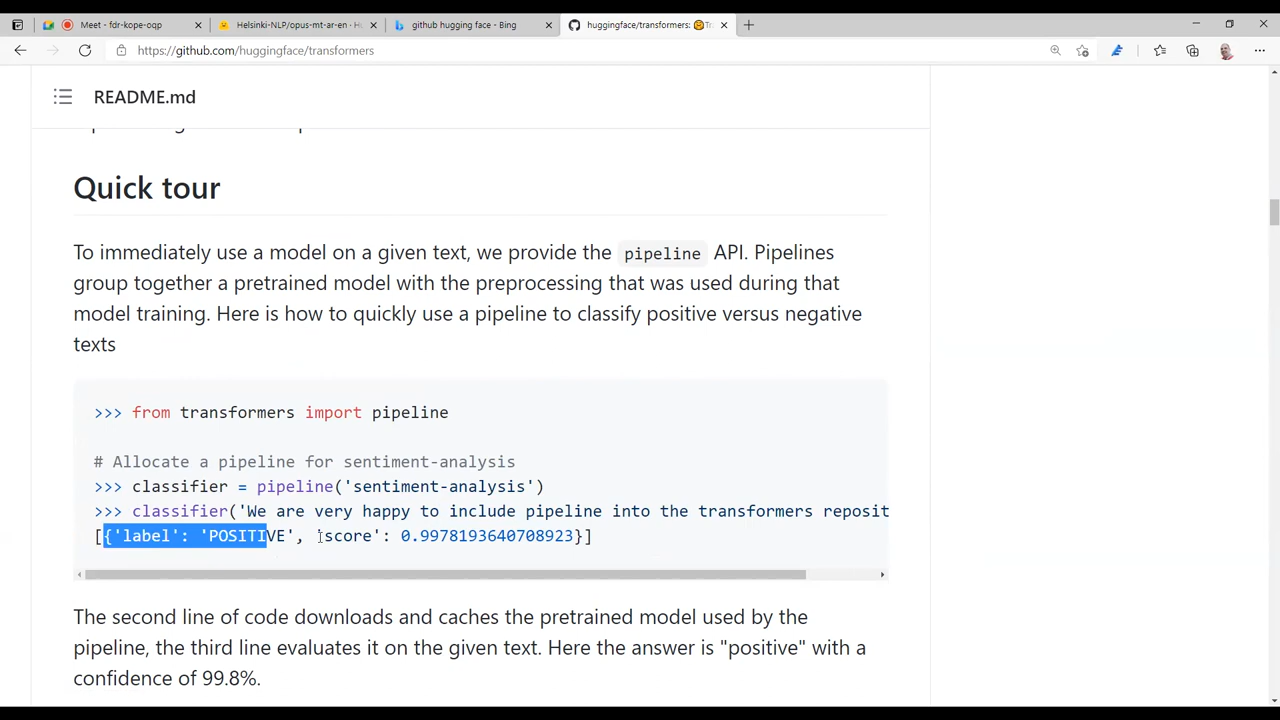 Meet - fdr-kope-oqp
Helsinki-NLP/opus-mt-ar-en · H
github hugging face - Bing
huggingface/transformers: 🤗 Tr
https://github.com/huggingface/transformers
README.md
Quick tour
To immediately use a model on a given text, we provide the pipeline API. Pipelines
group together a pretrained model with the preprocessing that was used during that
model training. Here is how to quickly use a pipeline to classify positive versus negative
texts
>>> from transformers import pipeline
# Allocate a pipeline for sentiment-analysis
>>> classifier = pipeline('sentiment-analysis')
>>> classifier('We are very happy to include pipeline into the transformers reposit
[{'label': 'POSITIVE', 'score': 0.9978193640708923}]
The second line of code downloads and caches the pretrained model used by the
pipeline, the third line evaluates it on the given text. Here the answer is "positive" with a
confidence of 99.8%.